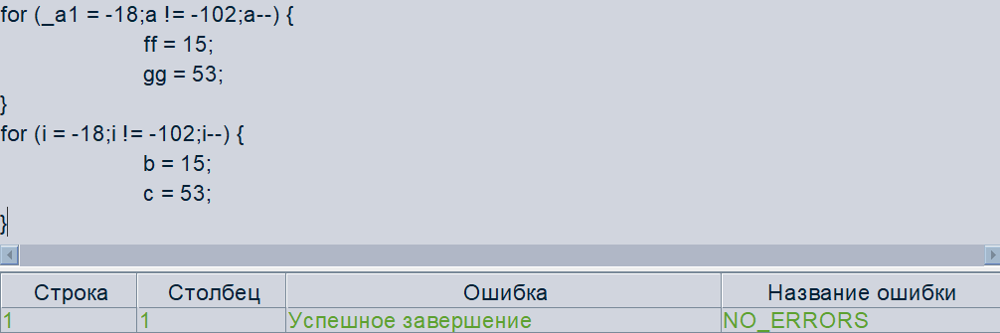 for (_a1 = -18;a != -102;a--) {
ff = 15;
gg = 53;
}
for (i = -18;i != -102;i--) {
b = 15;
c = 53;
}
Строка Столбец Ошибка Название ошибки
1 1 Успешное завершение NO_ERRORS